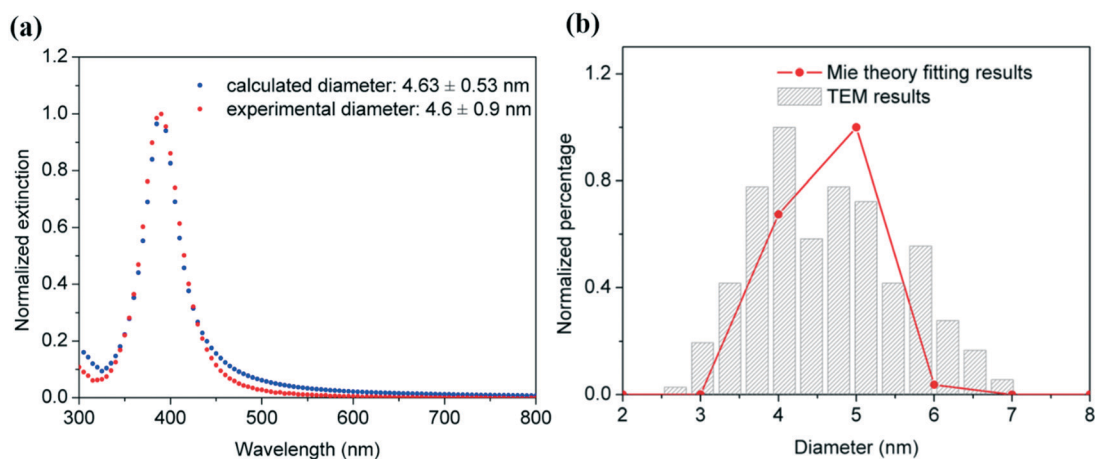 (a)
1.2
1.0
0.8
0.6
0.4
0.2
0.0
Normalized extinction
calculated diameter: 4.63 ± 0.53 nm
experimental diameter: 4.6 ± 0.9 nm
300 400 500 600 700 800
Wavelength (nm)
(b)
1.2
0.8
0.4
0.0
Normalized percentage
Mie theory fitting results
TEM results
2 3 4 5 6 7 8
Diameter (nm)